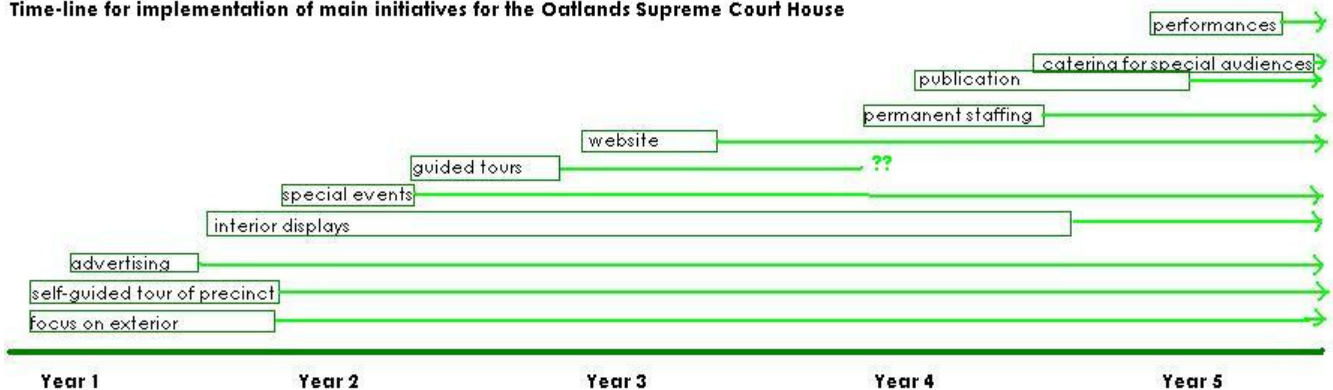 Time-line for implementation of main initiatives for the Oatlands Supreme Court House
performances
catering for special audiences
publication
permanent staffing
website
guided tours ??
special events
interior displays
advertising
self-guided tour of precinct
focus on exterior
Year 1 Year 2 Year 3 Year 4 Year 5